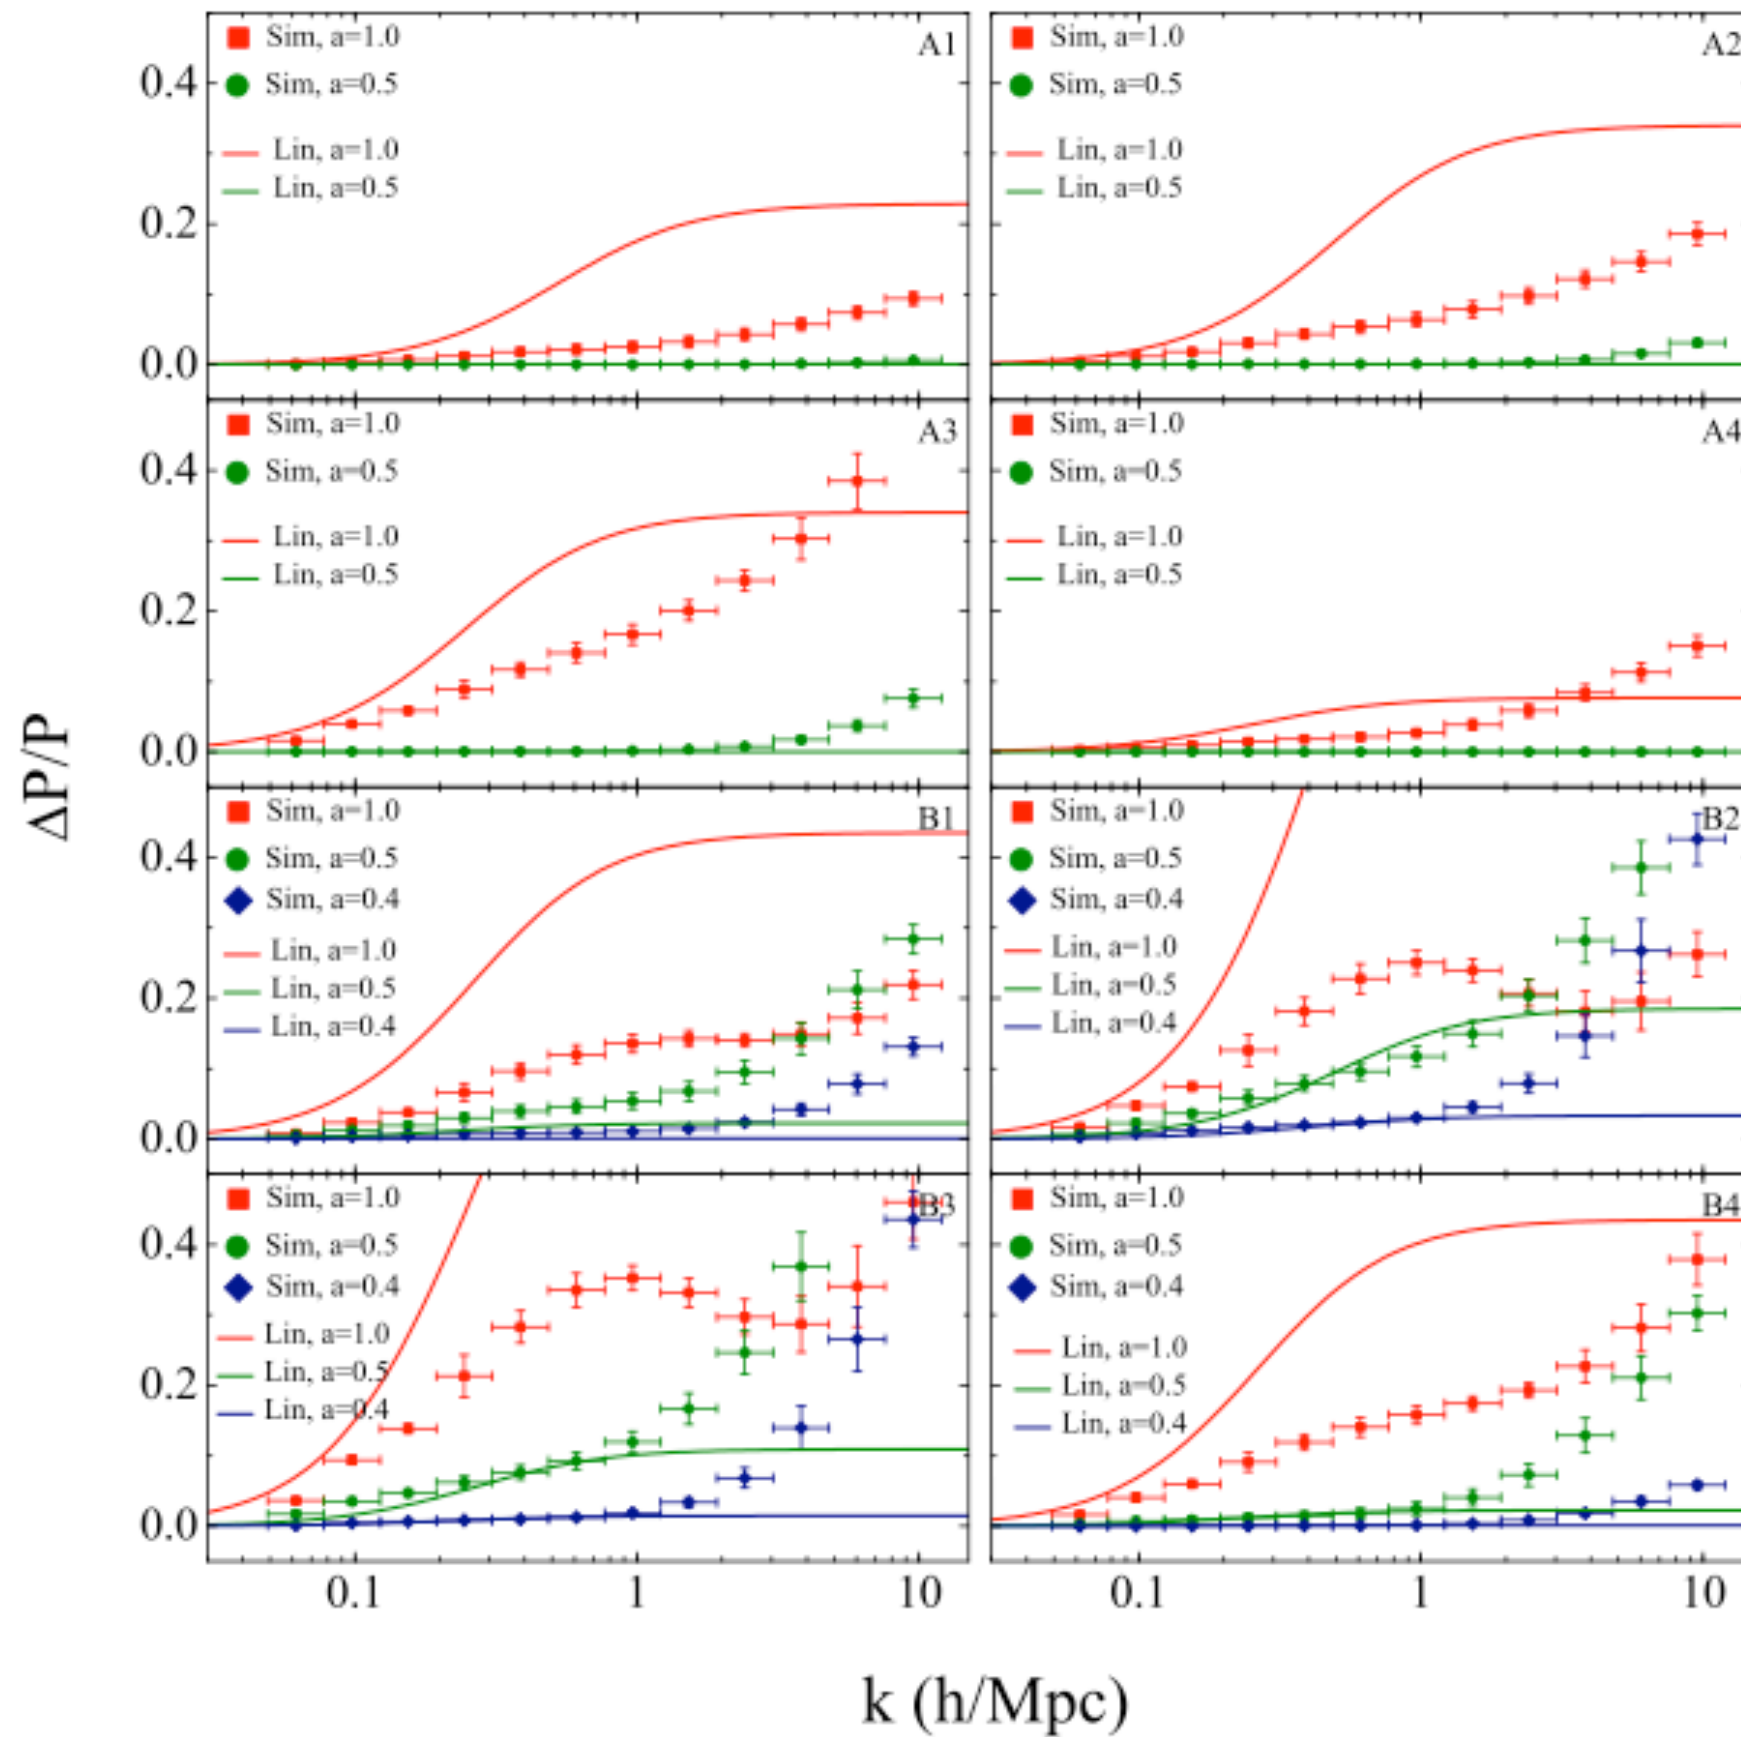 Sim, a=1.0
A1
Sim, a=0.5
Lin, a=1.0
Lin, a=0.5
0.4
0.2
0.0
Sim, a=1.0
A2
Sim, a=0.5
Lin, a=1.0
Lin, a=0.5
Sim, a=1.0
A3
Sim, a=0.5
Lin, a=1.0
Lin, a=0.5
0.4
0.2
0.0
Sim, a=1.0
A4
Sim, a=0.5
Lin, a=1.0
Lin, a=0.5
ΔP/P
Sim, a=1.0
B1
Sim, a=0.5
Sim, a=0.4
Lin, a=1.0
Lin, a=0.5
Lin, a=0.4
0.4
0.2
0.0
Sim, a=1.0
B2
Sim, a=0.5
Sim, a=0.4
Lin, a=1.0
Lin, a=0.5
Lin, a=0.4
Sim, a=1.0
B3
Sim, a=0.5
Sim, a=0.4
Lin, a=1.0
Lin, a=0.5
Lin, a=0.4
0.4
0.2
0.0
Sim, a=1.0
B4
Sim, a=0.5
Sim, a=0.4
Lin, a=1.0
Lin, a=0.5
Lin, a=0.4
0.1 1 10
0.1 1 10
k (h/Mpc)